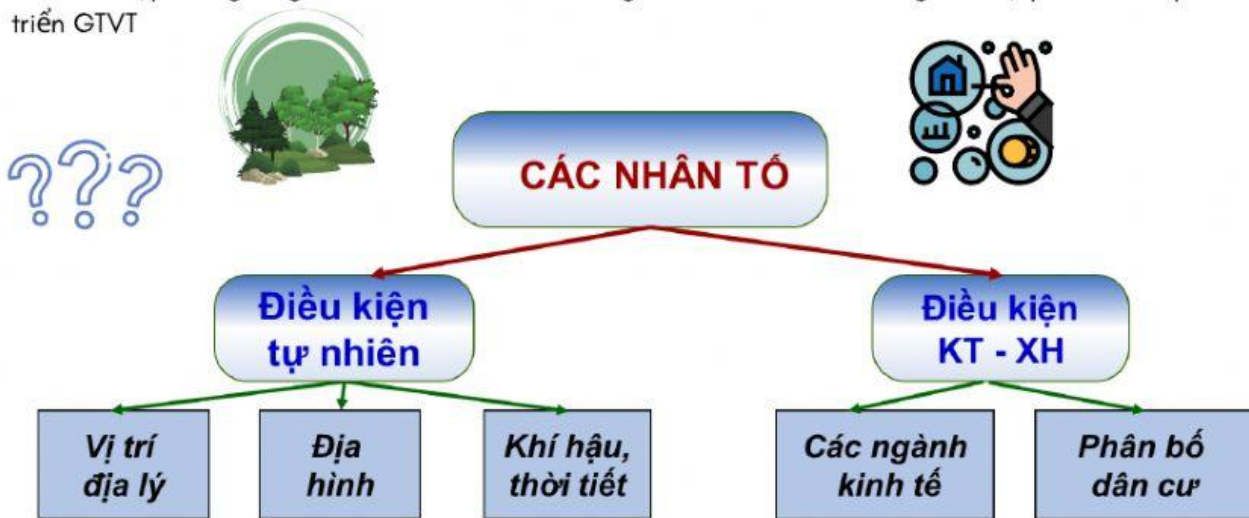 triển GTVT
???
CÁC NHÂN TỐ
Điều kiện
tự nhiên
Điều kiện
KT - XH
Vị trí
địa lý
Địa
hình
Khí hậu,
thời tiết
Các ngành
kinh tế
Phân bố
dân cư